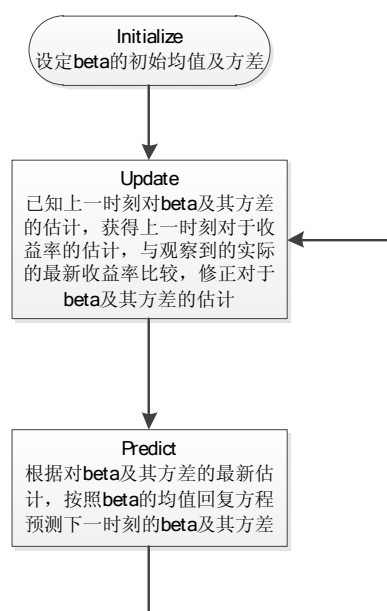 Initialize
设定beta的初始均值及方差
Update
已知上一时刻对beta及其方差
的估计，获得上一时刻对于收
益率的估计，与观察到的实际
的最新收益率比较，修正对于
beta及其方差的估计
Predict
根据对beta及其方差的最新估
计，按照beta的均值回复方程
预测下一时刻的beta及其方差